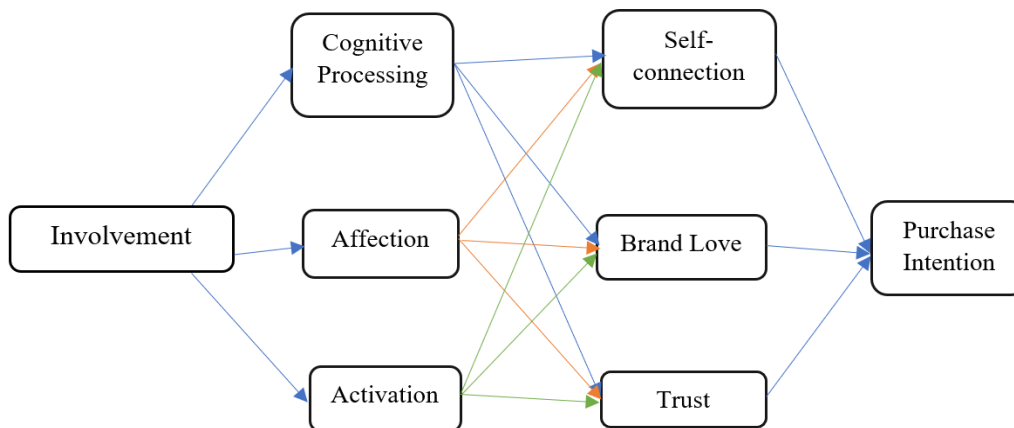 Cognitive
Processing
Self-
connection
Involvement
Affection
Brand Love
Purchase
Intention
Activation
Trust